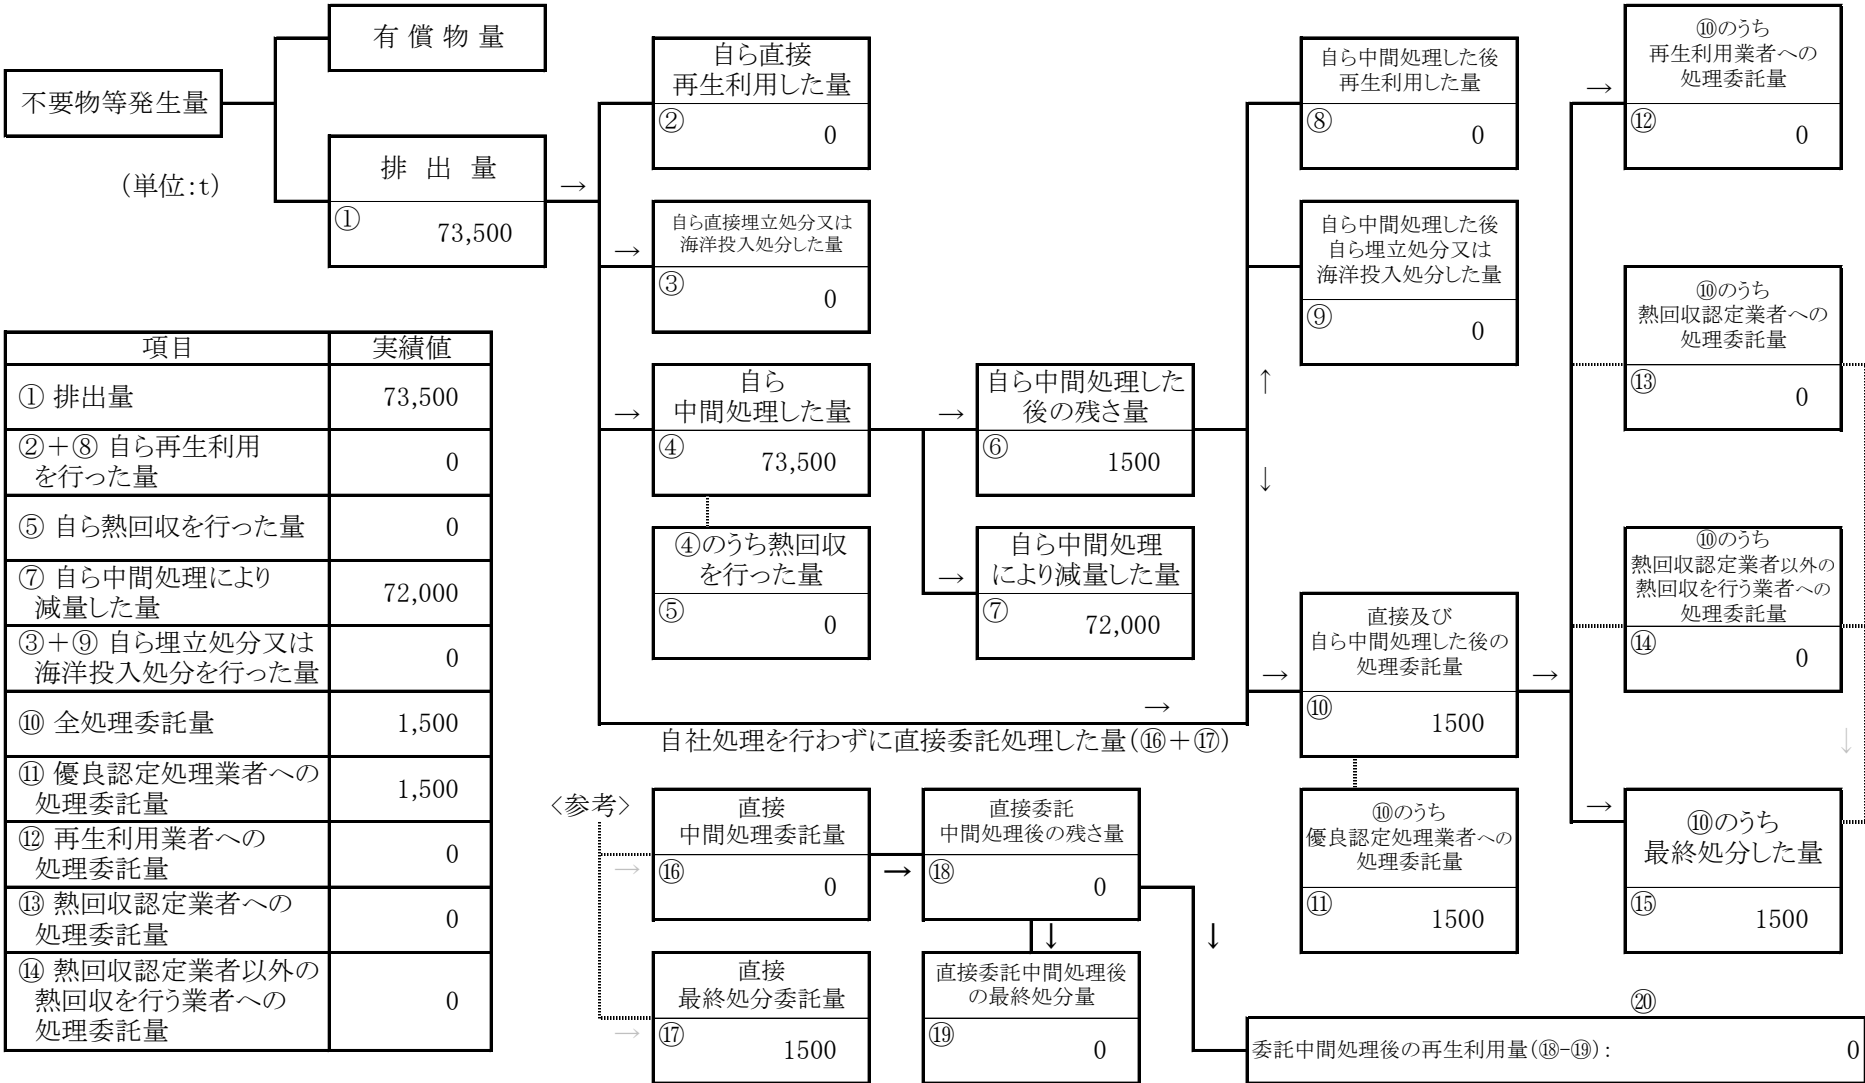 不要物等発生量
(単位:t)
有償物量
排出量
①
73,500
→
自ら直接
再生利用した量
②
0
→
自ら直接埋立処分又は
海洋投入処分した量
③
0
→
自ら
中間処理した量
④
73,500
④のうち熱回収
を行った量
⑤
0
→
自ら中間処理した
後の残さ量
⑥
1500
→
自ら中間処理
により減量した量
⑦
72,000
自ら中間処理した後
再生利用した量
⑧
0
自ら中間処理した後
自ら埋立処分又は
海洋投入処分した量
⑨
0
↑
↓
→
自社処理を行わずに直接委託処理した量(⑯+⑰)
→
直接及び
自ら中間処理した後の
処理委託量
⑩
1500
→
⑩のうち
優良認定処理業者への
処理委託量
⑪
1500
→
⑩のうち
再生利用業者への
処理委託量
⑫
0
⑩のうち
熱回収認定業者への
処理委託量
⑬
0
⑩のうち
熱回収認定業者以外の
熱回収を行う業者への
処理委託量
⑭
0
↓
→
⑩のうち
最終処分した量
⑮
1500
項目 実績値
① 排出量 73,500
②+⑧ 自ら再生利用
を行った量 0
⑤ 自ら熱回収を行った量 0
⑦ 自ら中間処理により
減量した量 72,000
③+⑨ 自ら埋立処分又は
海洋投入処分を行った量 0
⑩ 全処理委託量 1,500
⑪ 優良認定処理業者への
処理委託量 1,500
⑫ 再生利用業者への
処理委託量 0
⑬ 熱回収認定業者への
処理委託量 0
⑭ 熱回収認定業者以外の
熱回収を行う業者への
処理委託量 0
<参考>
→
直接
中間処理委託量
⑯
0
→
直接委託
中間処理後の残さ量
⑱
0
↓
↓
→
直接
最終処分委託量
⑰
1500
直接委託中間処理後
の最終処分量
⑲
0
⑳
委託中間処理後の再生利用量(⑱-⑲): 0